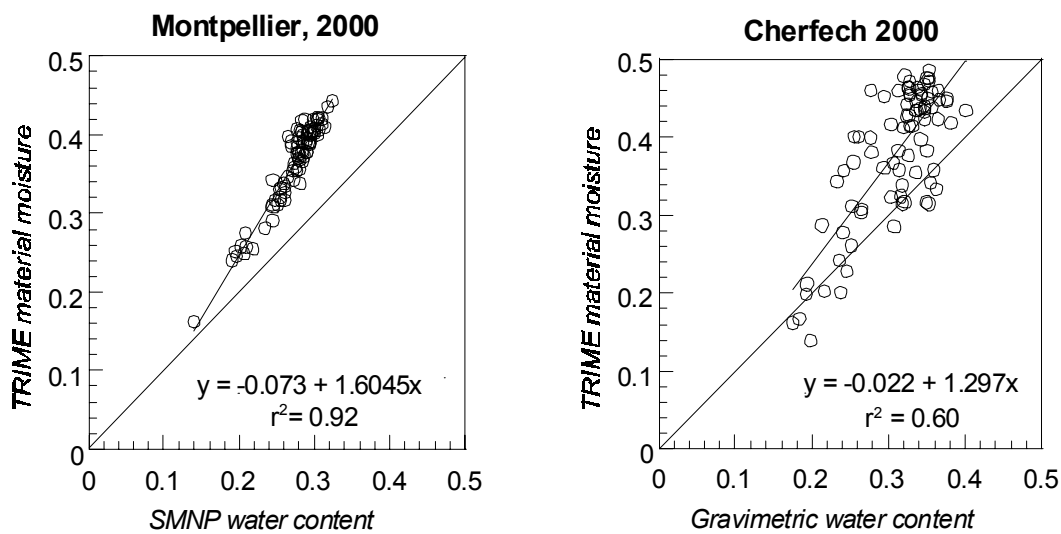 Montpellier, 2000
TRIME material moisture
0.5
0.4
0.3
0.2
0.1
0
y = -0.073 + 1.6045x
r²= 0.92
0 0.1 0.2 0.3 0.4 0.5
SMNP water content
Cherfech 2000
TRIME material moisture
0.5
0.4
0.3
0.2
0.1
0
y = -0.022 + 1.297x
r² = 0.60
0 0.1 0.2 0.3 0.4 0.5
Gravimetric water content